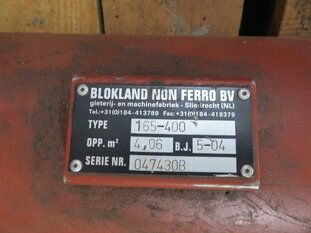 BLOKLAND NON FERRO BV
gieterij- en machinefabriek - Sliedrecht (NL)
Tel.:+31(0)184-413789 Fax:+31(0)184-419379
TYPE 165-400
OPP. m² 4,06 B.J. 5-04
SERIE NR. 047430B